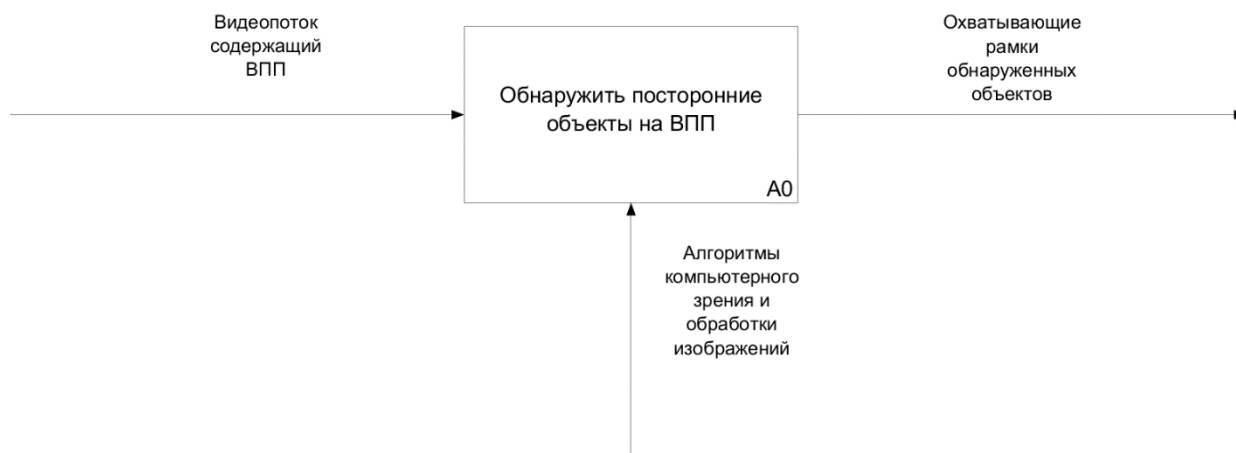 Видеопоток
содержащий
ВПП
Обнаружить посторонние
объекты на ВПП
A0
Охватывающие
рамки
обнаруженных
объектов
Алгоритмы
компьютерного
зрения и
обработки
изображений